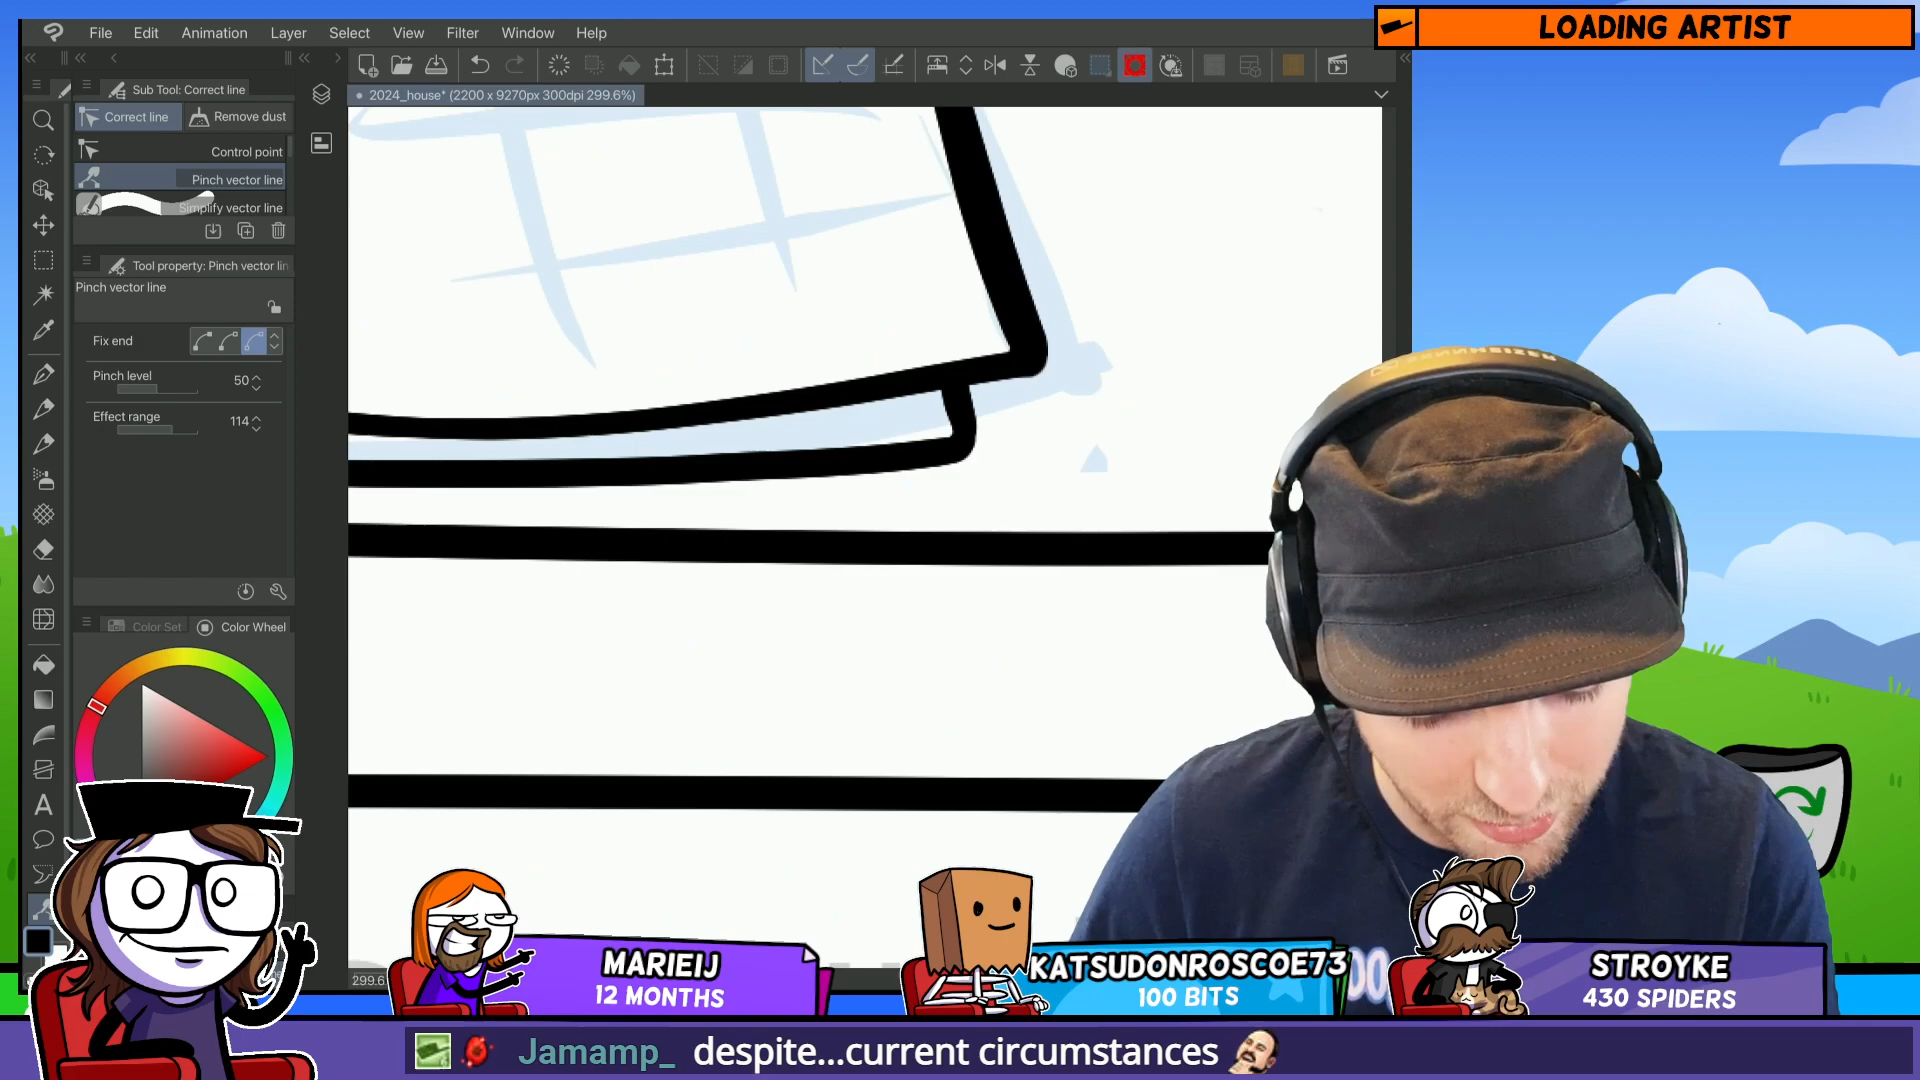 LOADING ARTIST
File Edit Animation Layer Select View Filter Window Help
Sub Tool: Correct line
2024_house* (2200 x 9270px 300dpi 299.6%)
Correct line
Remove dust
Control point
Pinch vector line
Simplify vector line
Tool property: Pinch vector lin
Pinch vector line
Fix end
Pinch level 50
Effect range 114
Color Set
Color Wheel
299.6
MARIEIJ
12 MONTHS
KATSUDONROSCOE73
100 BITS
STROYKE
430 SPIDERS
Jamamp_ despite...current circumstances